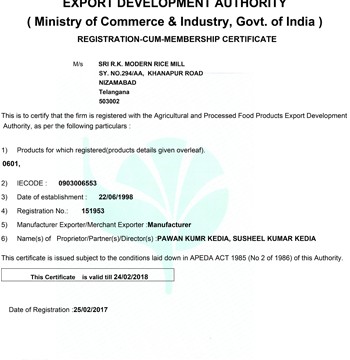 EXPORT DEVELOPMENT AUTHORITY
( Ministry of Commerce & Industry, Govt. of India )
REGISTRATION-CUM-MEMBERSHIP CERTIFICATE
M/s SRI R.K. MODERN RICE MILL
SY. NO.294/AA, KHANAPUR ROAD
NIZAMABAD
Telangana
503002
This is to certify that the firm is registered with the Agricultural and Processed Food Products Export Development
Authority, as per the following particulars :
1) Products for which registered(products details given overleaf).
0601,
2) IECODE : 0903006553
3) Date of establishment : 22/06/1998
4) Registration No.: 151953
5) Manufacturer Exporter/Merchant Exporter :Manufacturer
6) Name(s) of Proprietor/Partner(s)/Director(s) :PAWAN KUMR KEDIA, SUSHEEL KUMAR KEDIA
This certificate is issued subject to the conditions laid down in APEDA ACT 1985 (No 2 of 1986) of this Authority.
This Certificate is valid till 24/02/2018
Date of Registration :25/02/2017